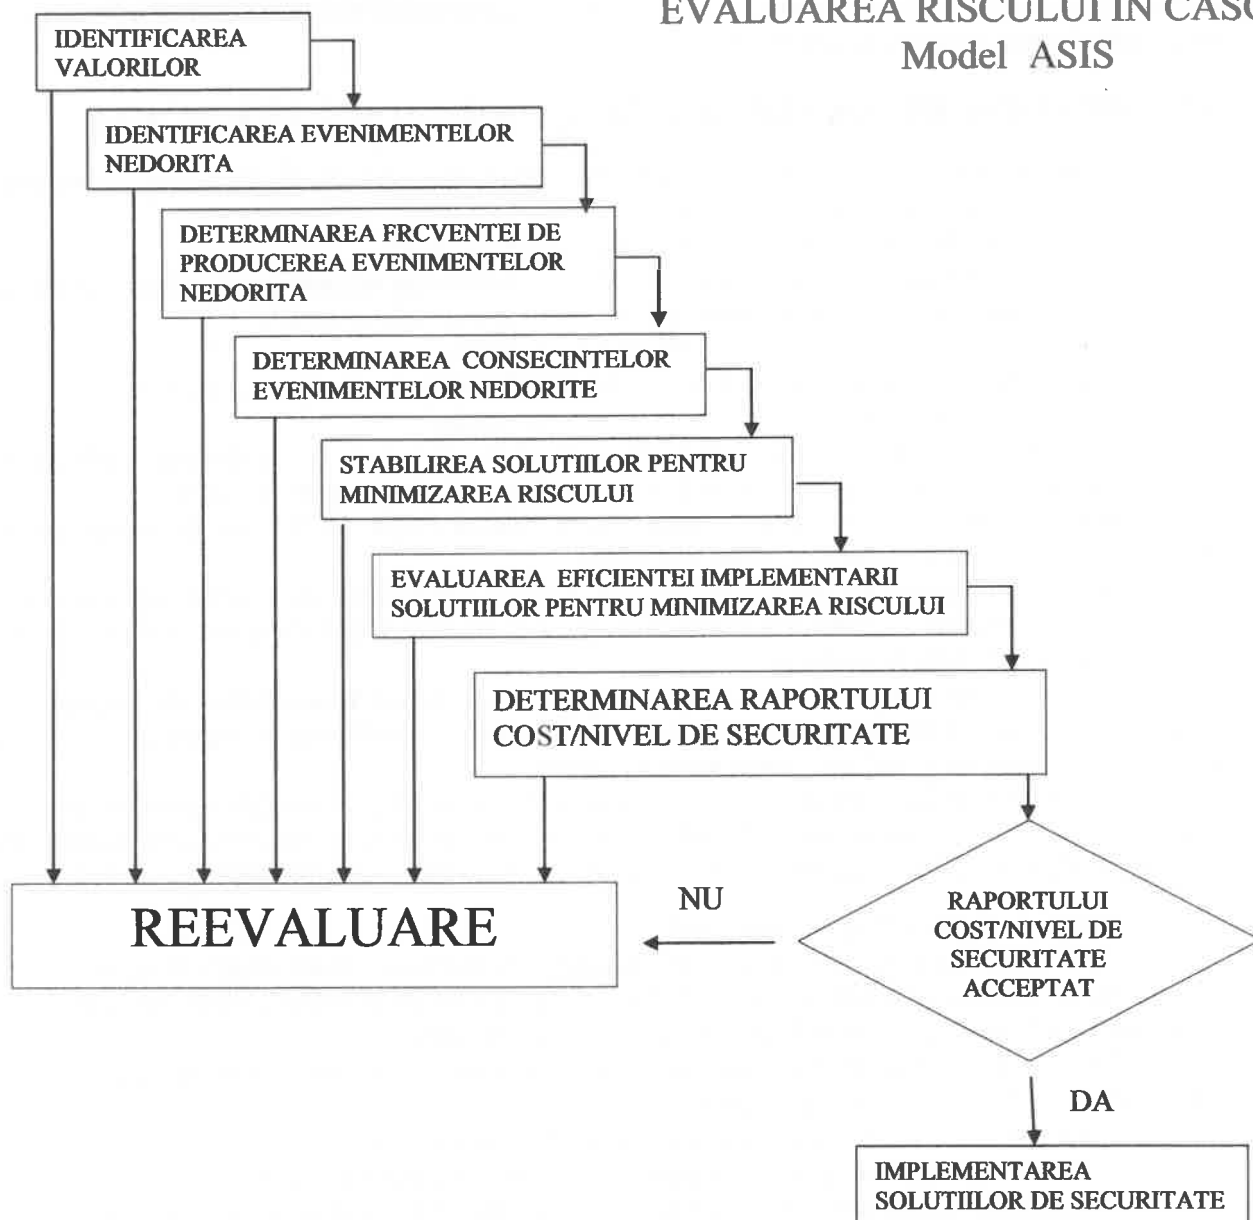 EVALUAREA RISCULUI IN
Model ASIS
IDENTIFICAREA
VALORILOR
IDENTIFICAREA EVENIMENTELOR
NEDORITA
DETERMINAREA FRCVENTEI DE
PRODUCEREA EVENIMENTELOR
NEDORITA
DETERMINAREA CONSECINTELOR
EVENIMENTELOR NEDORITE
STABILIREA SOLUTIILOR PENTRU
MINIMIZAREA RISCULUI
EVALUAREA EFICIENTEI IMPLEMENTARII
SOLUTIILOR PENTRU MINIMIZAREA RISCULUI
DETERMINAREA RAPORTULUI
COST/NIVEL DE SECURITATE
REEVALUARE
NU
RAPORTULUI
COST/NIVEL DE
SECURITATE
ACCEPTAT
DA
IMPLEMENTAREA
SOLUTIILOR DE SECURITATE